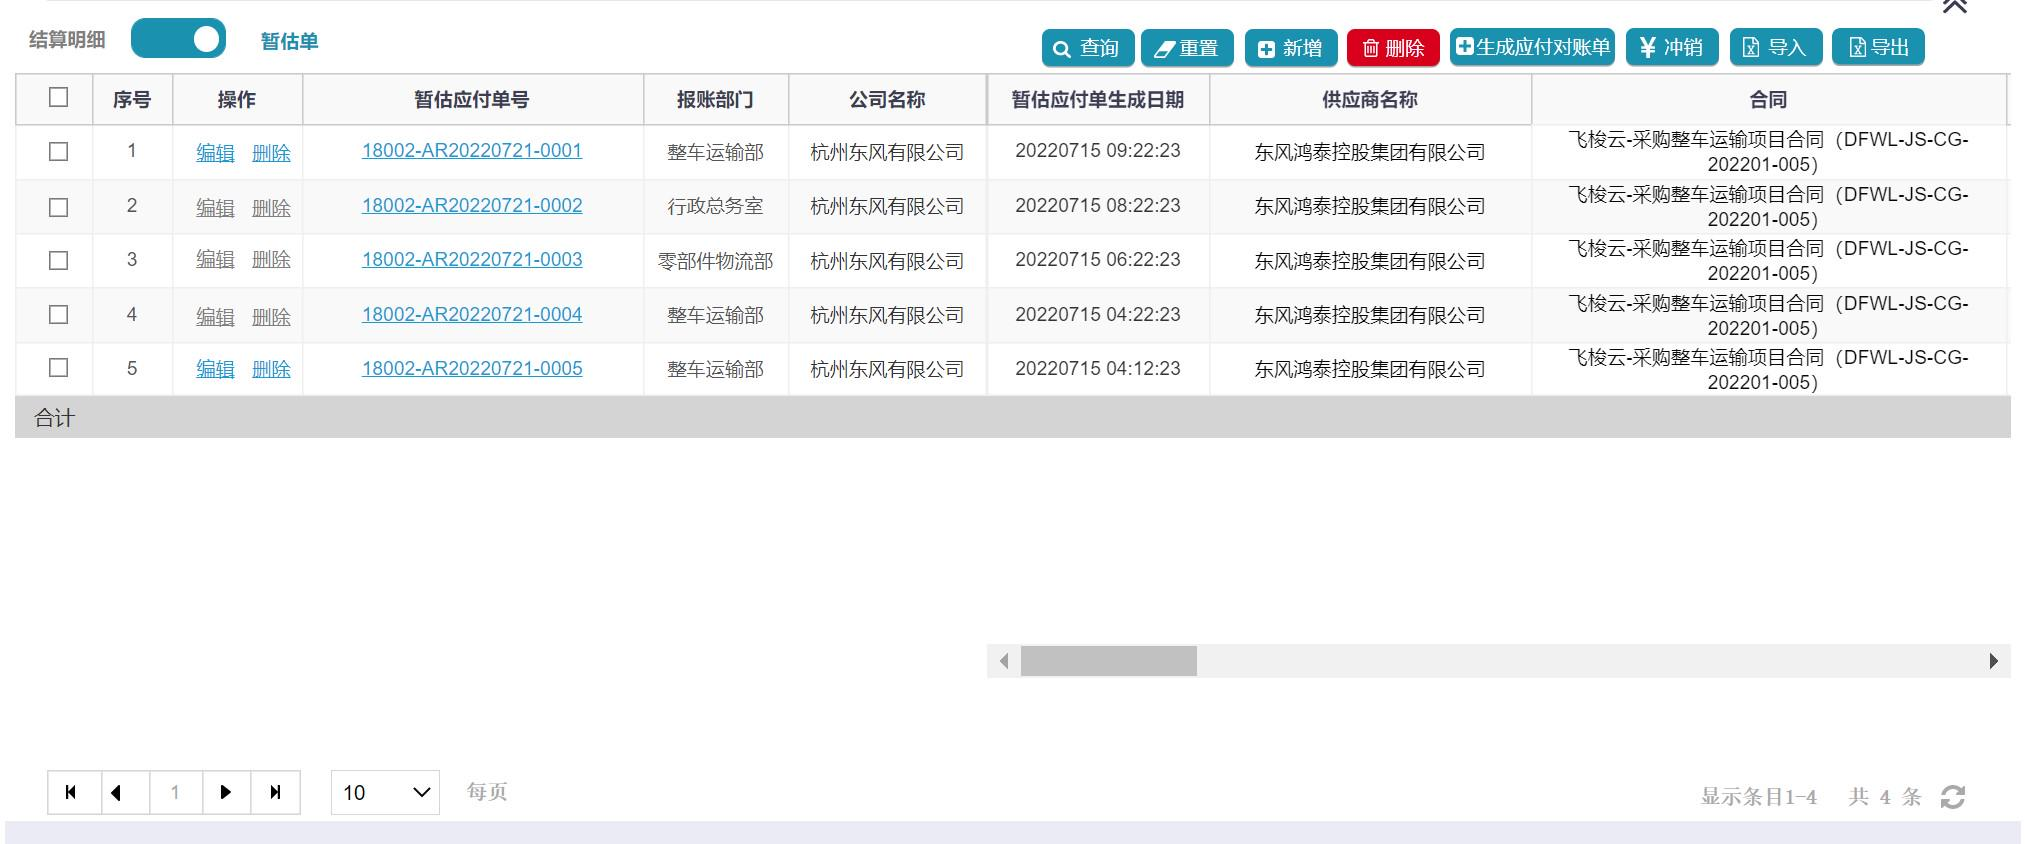 结算明细 暂估单 查询 重置 新增 删除 生成应付对账单 ¥ 冲销 导入 导出
序号 操作 暂估应付单号 报账部门 公司名称 暂估应付单生成日期 供应商名称 合同
1 编辑 删除 18002-AR20220721-0001 整车运输部 杭州东风有限公司 20220715 09:22:23 东风鸿泰控股集团有限公司 飞梭云-采购整车运输项目合同（DFWL-JS-CG-
202201-005）
2 编辑 删除 18002-AR20220721-0002 行政总务室 杭州东风有限公司 20220715 08:22:23 东风鸿泰控股集团有限公司 飞梭云-采购整车运输项目合同（DFWL-JS-CG-
202201-005）
3 编辑 删除 18002-AR20220721-0003 零部件物流部 杭州东风有限公司 20220715 06:22:23 东风鸿泰控股集团有限公司 飞梭云-采购整车运输项目合同（DFWL-JS-CG-
202201-005）
4 编辑 删除 18002-AR20220721-0004 整车运输部 杭州东风有限公司 20220715 04:22:23 东风鸿泰控股集团有限公司 飞梭云-采购整车运输项目合同（DFWL-JS-CG-
202201-005）
5 编辑 删除 18002-AR20220721-0005 整车运输部 杭州东风有限公司 20220715 04:12:23 东风鸿泰控股集团有限公司 飞梭云-采购整车运输项目合同（DFWL-JS-CG-
202201-005）
合计
1 10 每页 显示条目1-4 共 4 条